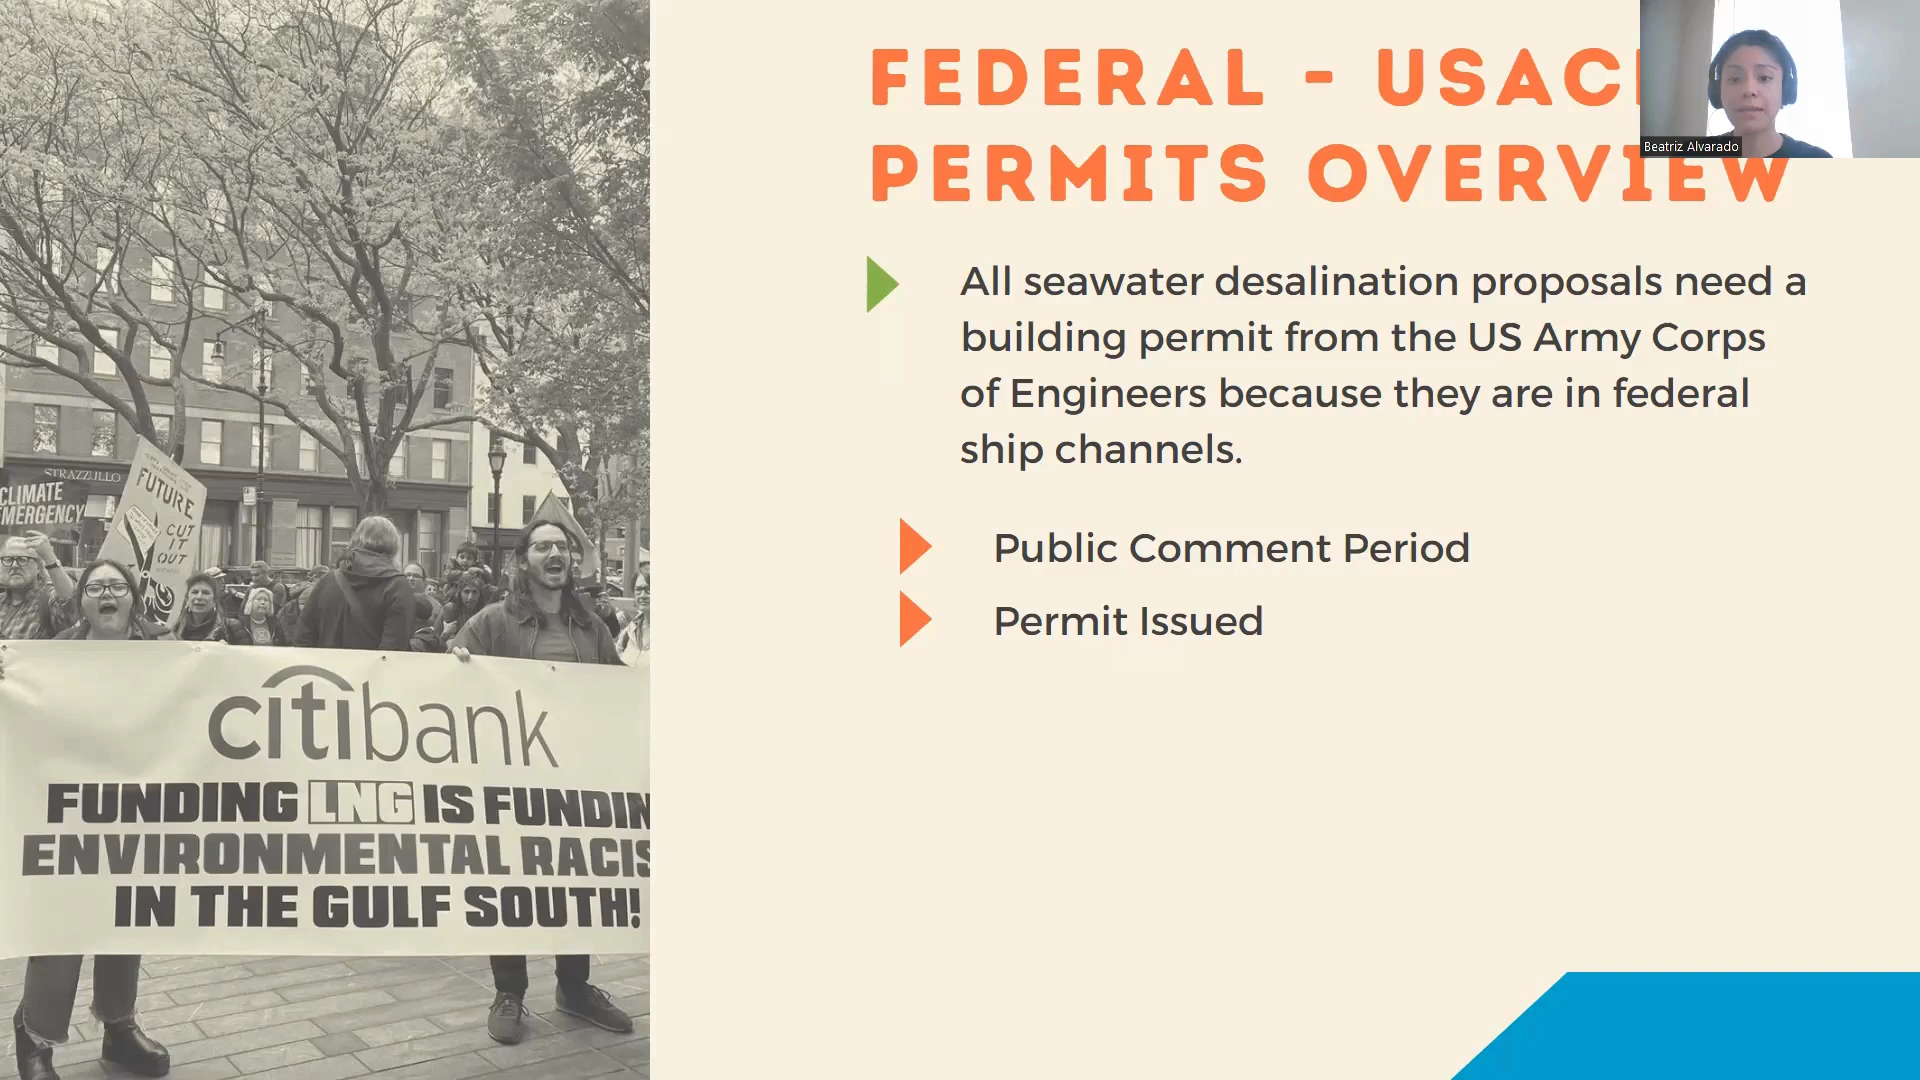 FEDERAL - USAC
PERMITS OVERVIEW
Beatriz Alvarado
All seawater desalination proposals need a
building permit from the US Army Corps
of Engineers because they are in federal
ship channels.
Public Comment Period
Permit Issued
STRAZZULLO
CLIMATE
EMERGENCY
FUTURE
CUT
IT
OUT
citibank
FUNDING LNG IS FUNDIN
ENVIRONMENTAL RACIS
IN THE GULF SOUTH!